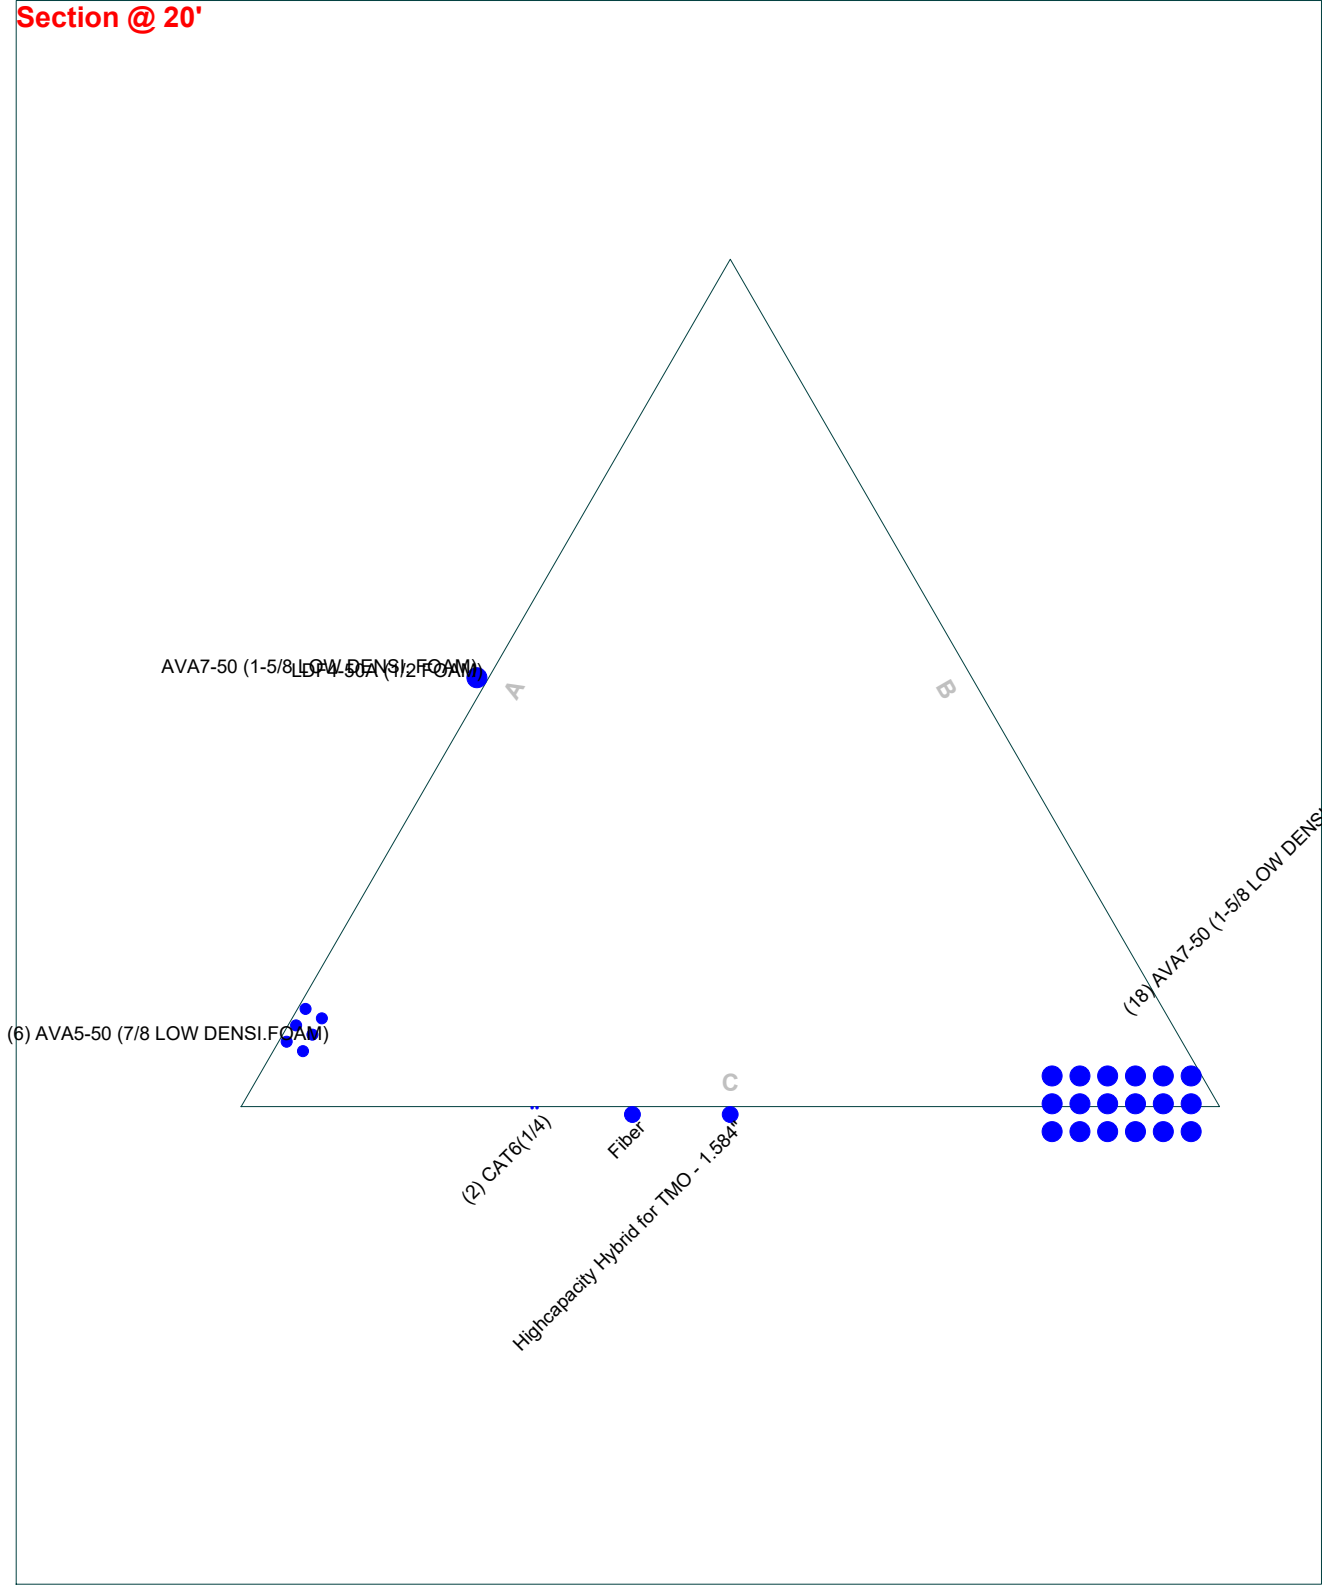 Section @ 20'
AVA7-50 (1-5/8 LOW DENSI. FOAM)
LDF4-50A (1/2 FOAM)
A
B
(18) AVA7-50 (1-5/8 LOW DENSI
(6) AVA5-50 (7/8 LOW DENSI.FOAM)
C
(2) CAT6(1/4)
Fiber
Highcapacity Hybrid for TMO - 1.584"